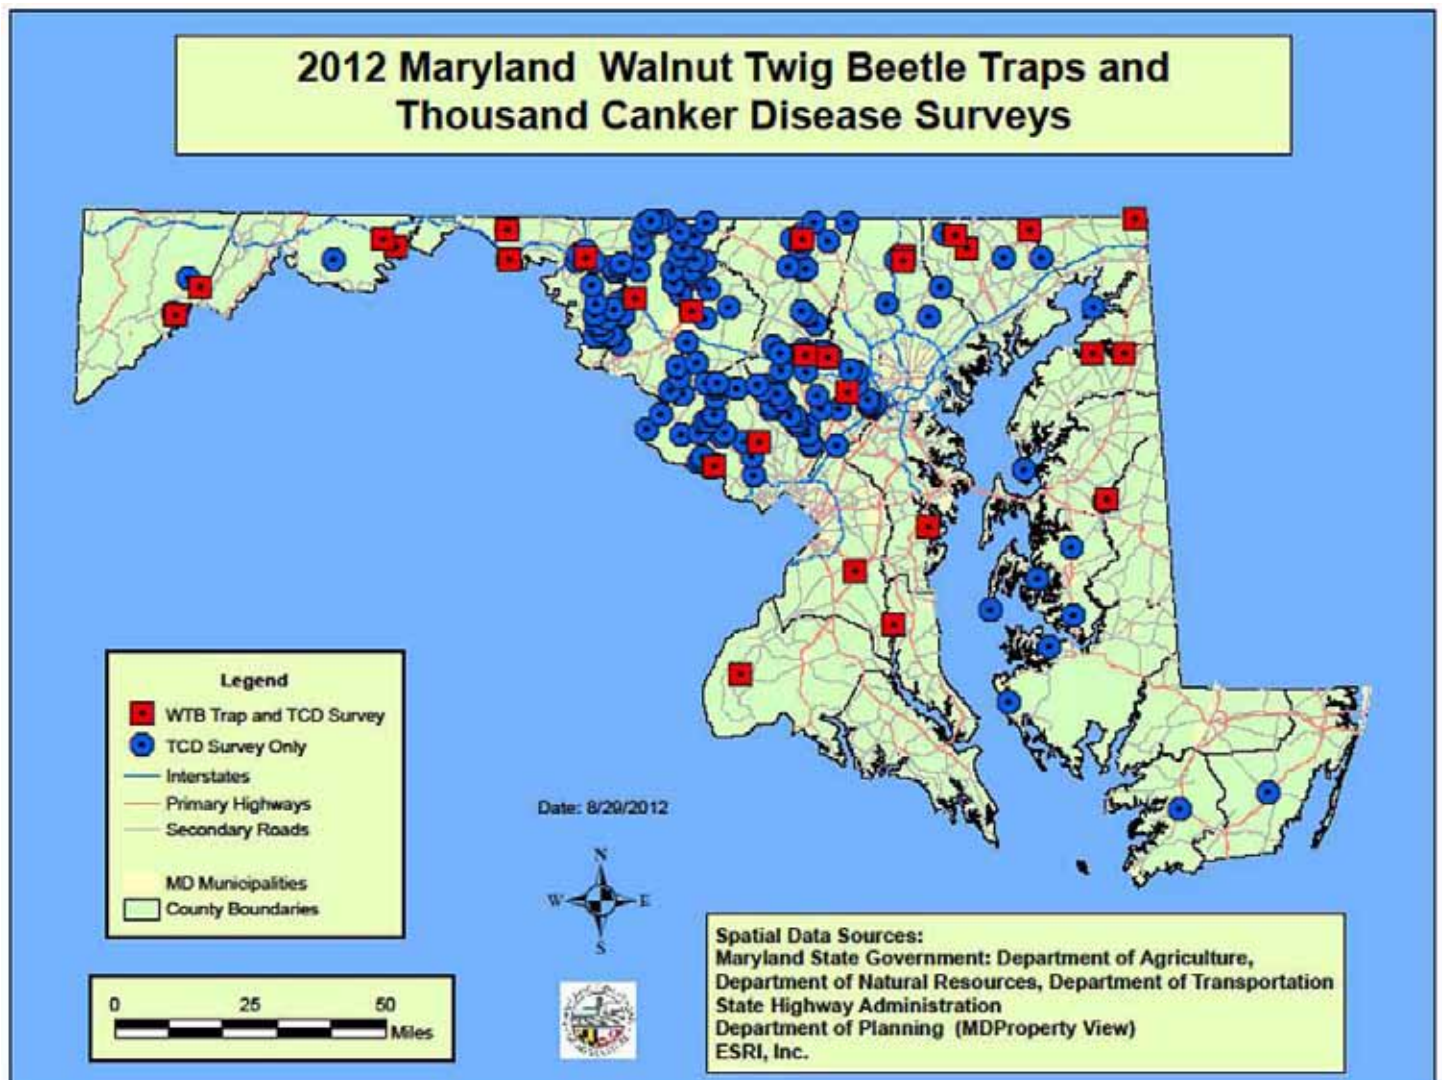 2012 Maryland Walnut Twig Beetle Traps and
Thousand Canker Disease Surveys
Legend
WTB Trap and TCD Survey
TCD Survey Only
Interstates
Primary Highways
Secondary Roads
MD Municipalities
County Boundaries
Date: 8/29/2012
N
W E
S
0 25 50
Miles
Spatial Data Sources:
Maryland State Government: Department of Agriculture,
Department of Natural Resources, Department of Transportation
State Highway Administration
Department of Planning (MDProperty View)
ESRI, Inc.